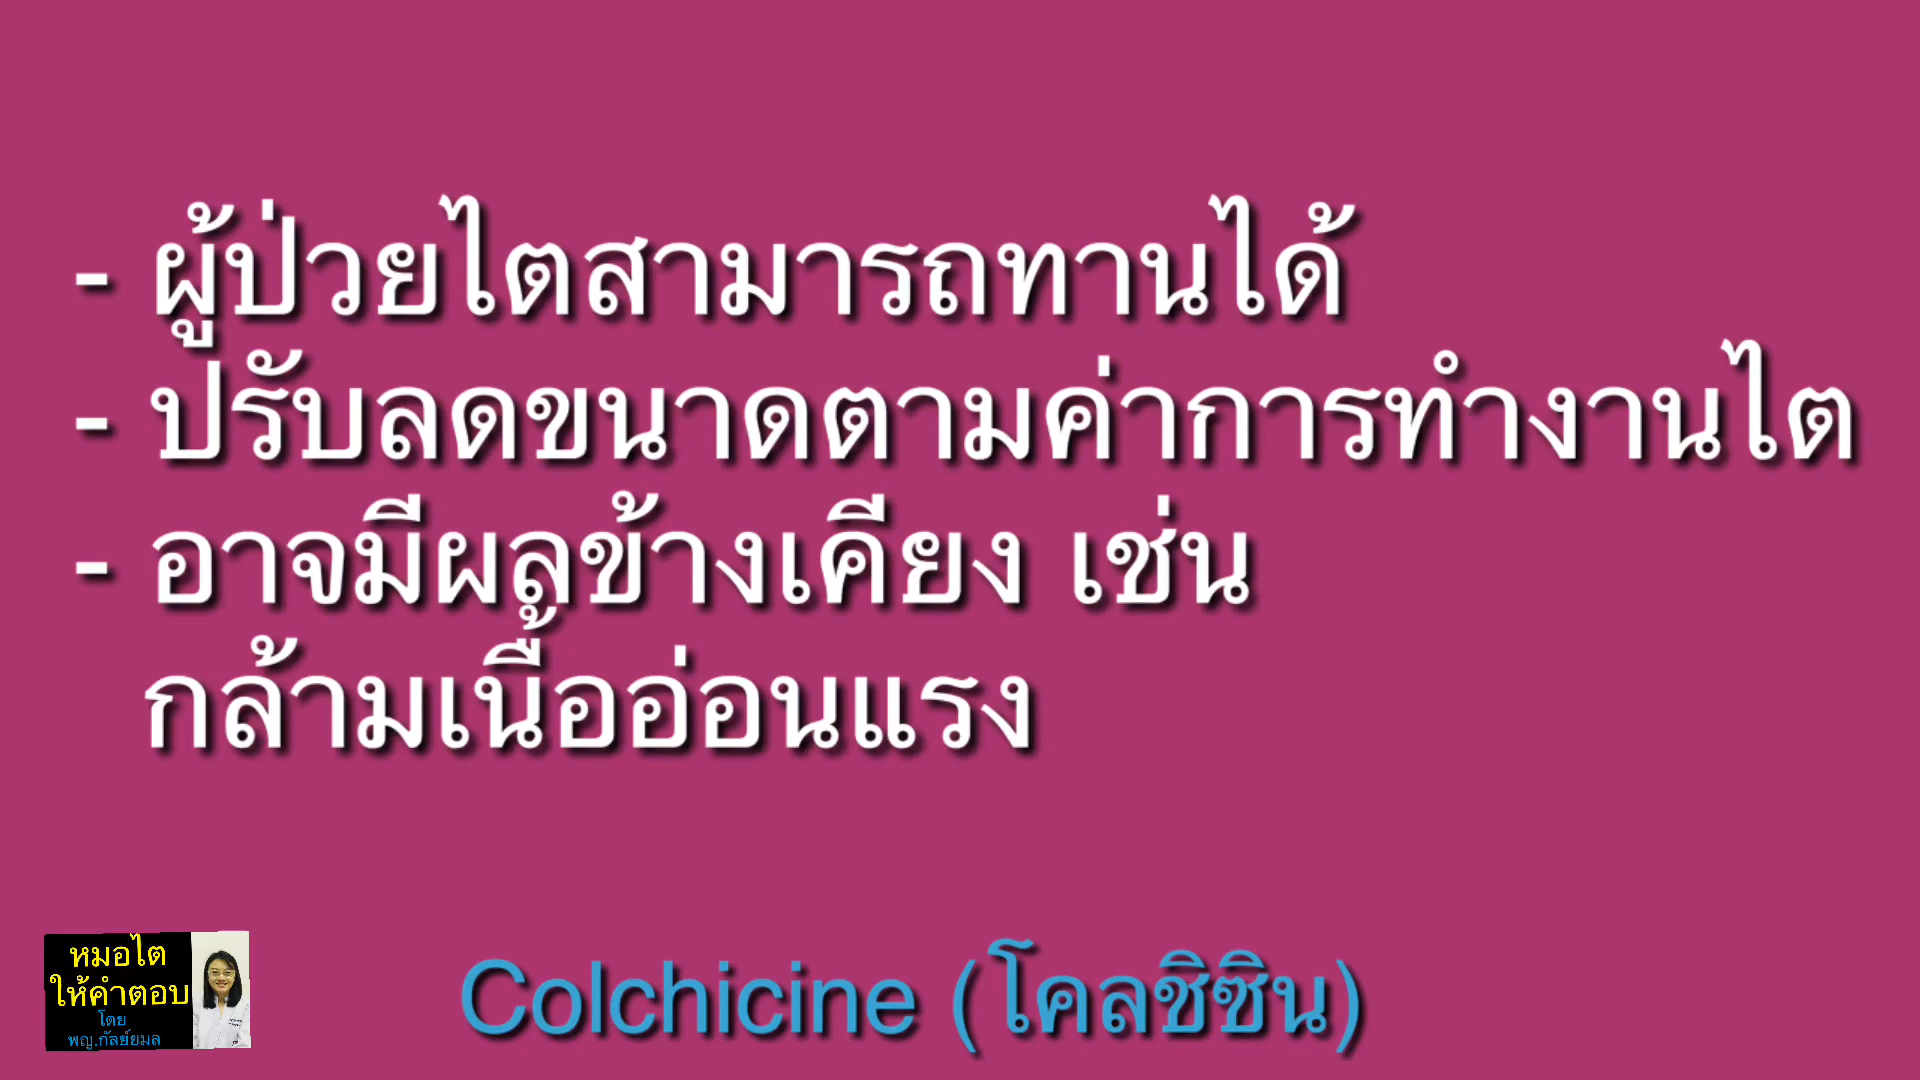 - ผู้ป่วยไตสามารถทานได้
- ปรับลดขนาดตามค่าการทำงานไต
- อาจมีผลข้างเคียง เช่น
กล้ามเนื้ออ่อนแรง
หมอไต
ให้คำตอบ
โดย
พญ.กัลย์ยมล
Colchicine (โคลชิซิน)